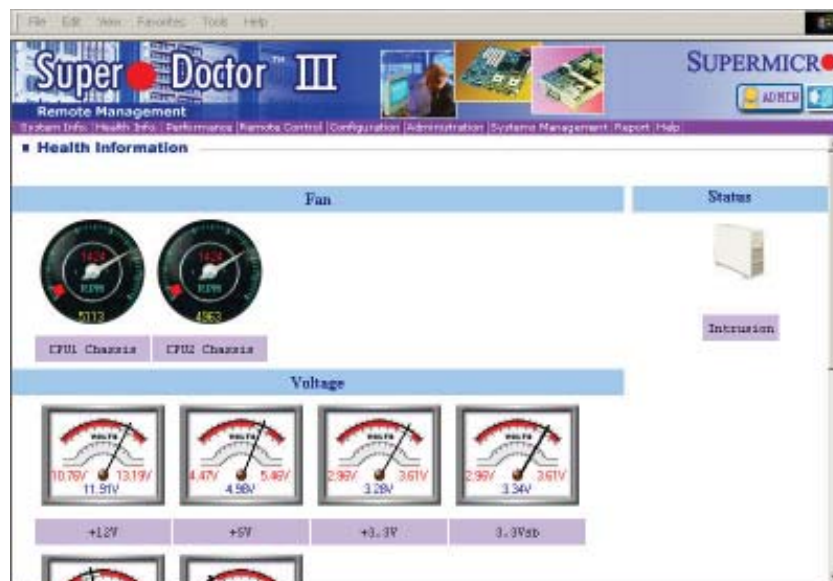 File Edit View Favorites Tools Help
Super Doctor™ III
Remote Management
SUPERMICR
ADMIN
System Info. | Health Info. | Performance | Remote Control | Configuration | Administration | Systems Management | Report | Help
Health Information
Fan
Status
1424
RPM
5113
1424
RPM
4963
CPU1 Chassis
CPU2 Chassis
Intrusion
Voltage
VOLTS
10.76V 13.19V
11.91V
VOLTS
4.47V 5.46V
4.98V
VOLTS
2.96V 3.61V
3.28V
VOLTS
2.96V 3.61V
3.34V
+12V
+5V
+3.3V
3.3Vsb